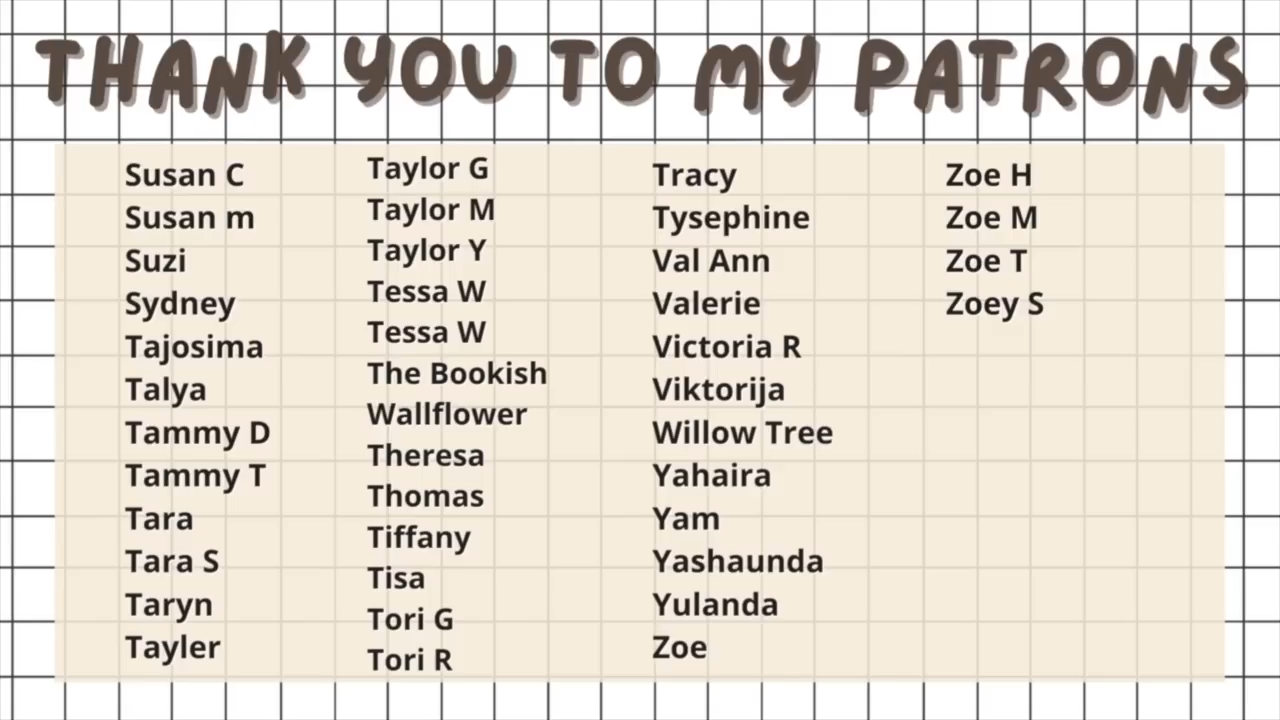 THANK YOU TO MY PATRONS
Susan C
Susan m
Suzi
Sydney
Tajosima
Talya
Tammy D
Tammy T
Tara
Tara S
Taryn
Tayler
Taylor G
Taylor M
Taylor Y
Tessa W
Tessa W
The Bookish
Wallflower
Theresa
Thomas
Tiffany
Tisa
Tori G
Tori R
Tracy
Tysephine
Val Ann
Valerie
Victoria R
Viktorija
Willow Tree
Yahaira
Yam
Yashaunda
Yulanda
Zoe
Zoe H
Zoe M
Zoe T
Zoey S